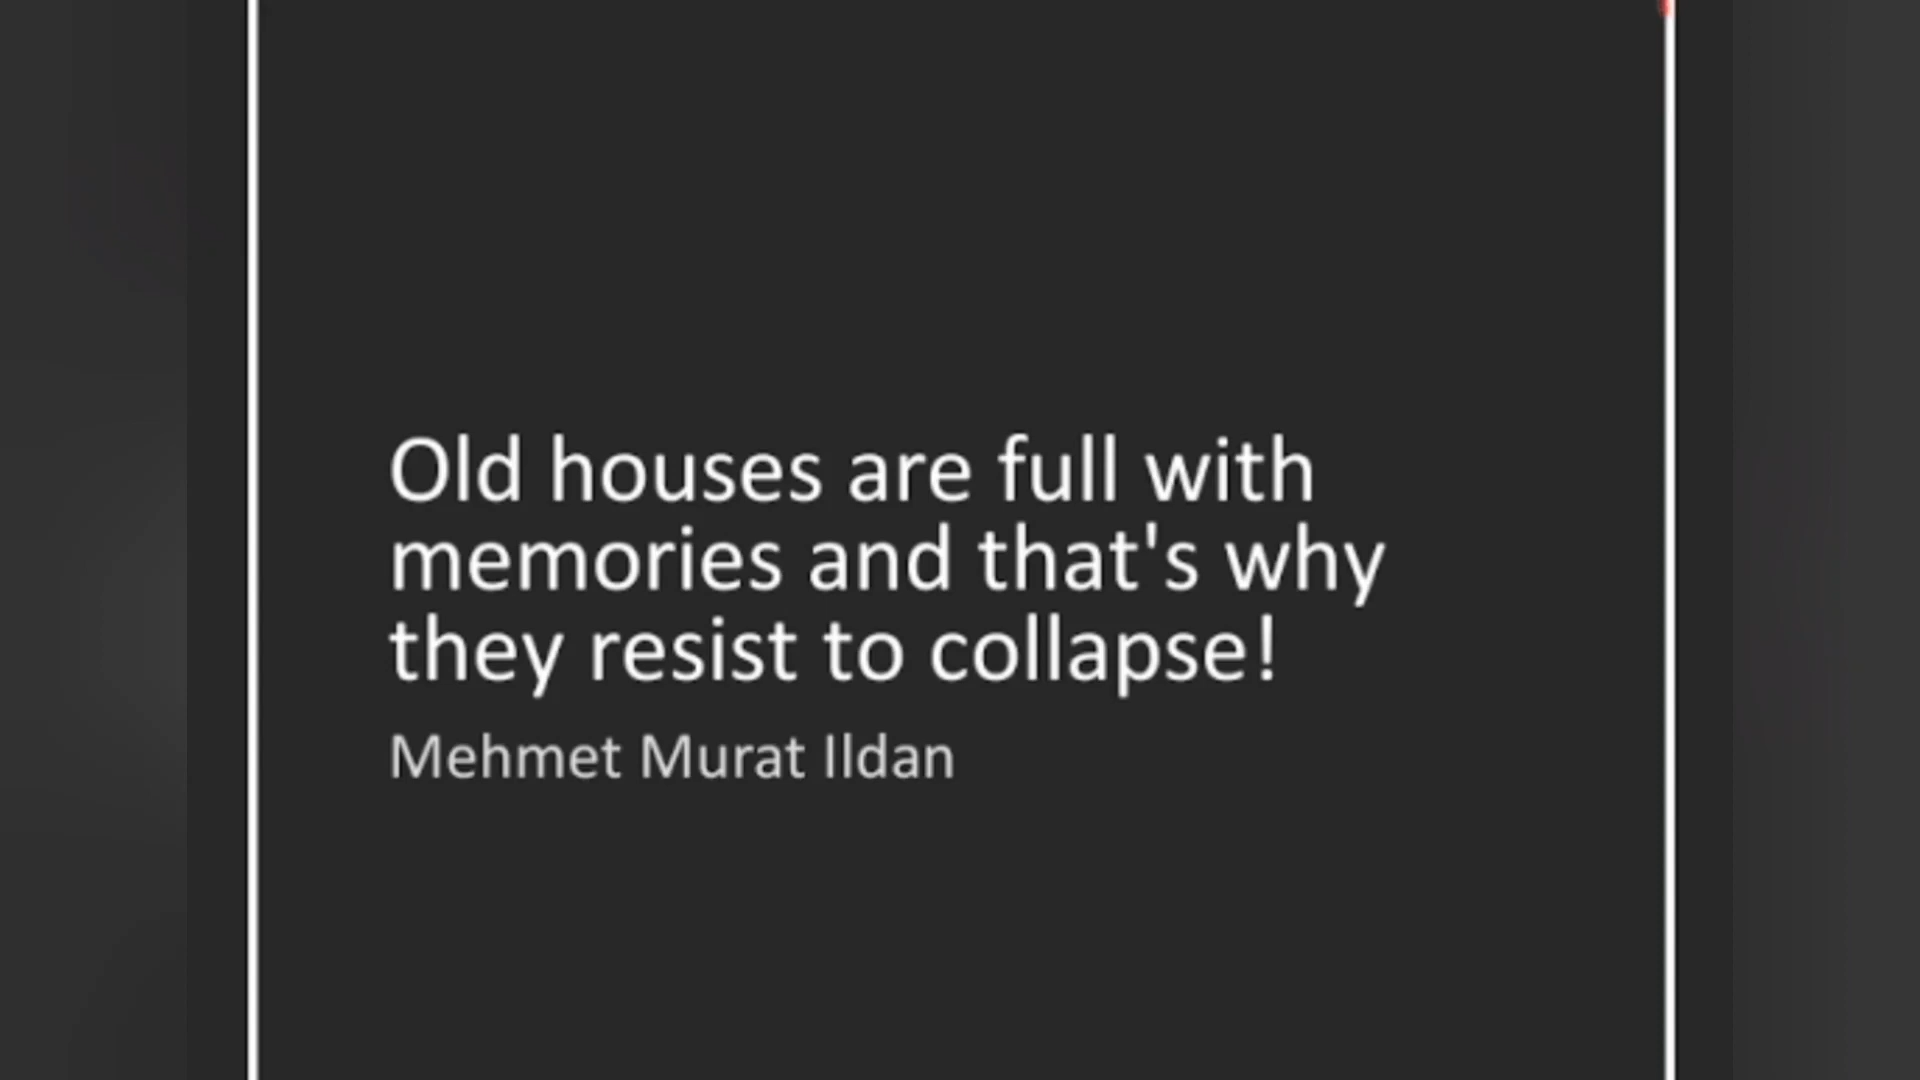 Old houses are full with
memories and that's why
they resist to collapse!
Mehmet Murat Ildan